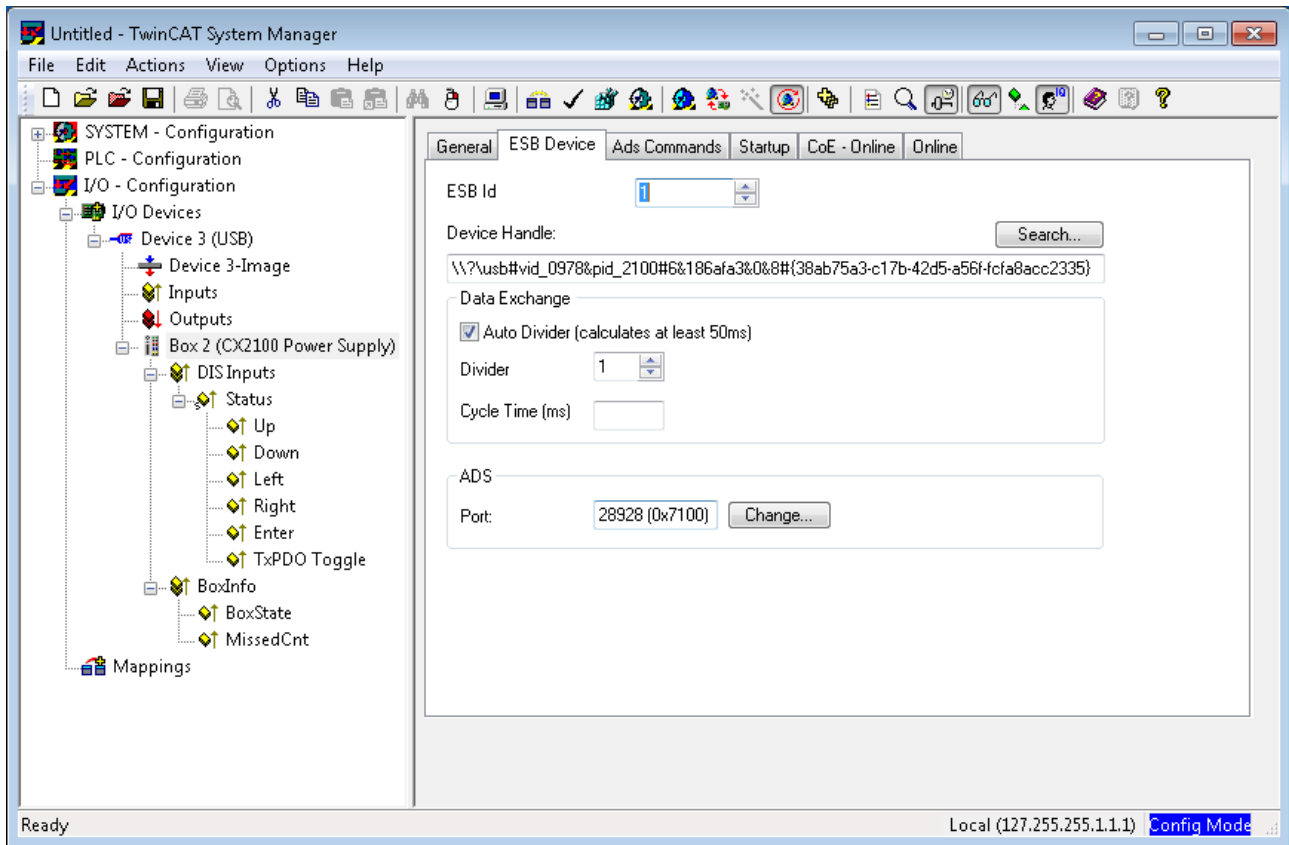 Untitled - TwinCAT System Manager
File Edit Actions View Options Help
SYSTEM - Configuration
PLC - Configuration
I/O - Configuration
I/O Devices
Device 3 (USB)
Device 3-Image
Inputs
Outputs
Box 2 (CX2100 Power Supply)
DIS Inputs
Status
Up
Down
Left
Right
Enter
TxPDO Toggle
BoxInfo
BoxState
MissedCnt
Mappings
General ESB Device Ads Commands Startup CoE - Online Online
ESB Id 1
Device Handle: Search...
\\?\usb#vid_0978&pid_2100#6&186afa3&0&8#{38ab75a3-c17b-42d5-a56f-fcfa8acc2335}
Data Exchange
Auto Divider (calculates at least 50ms)
Divider 1
Cycle Time (ms)
ADS
Port: 28928 (0x7100) Change...
Ready Local (127.255.255.1.1.1) Config Mode